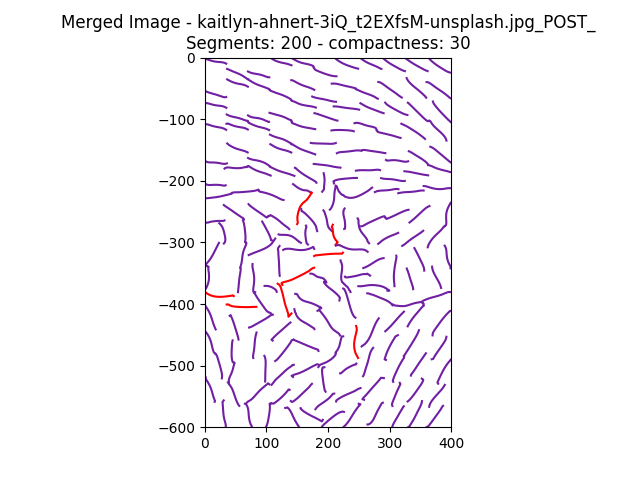 Merged Image - kaitlyn-ahnert-3iQ_t2EXfsM-unsplash.jpg_POST_
Segments: 200 - compactness: 30
0
−100
−200
−300
−400
−500
−600
0 100 200 300 400